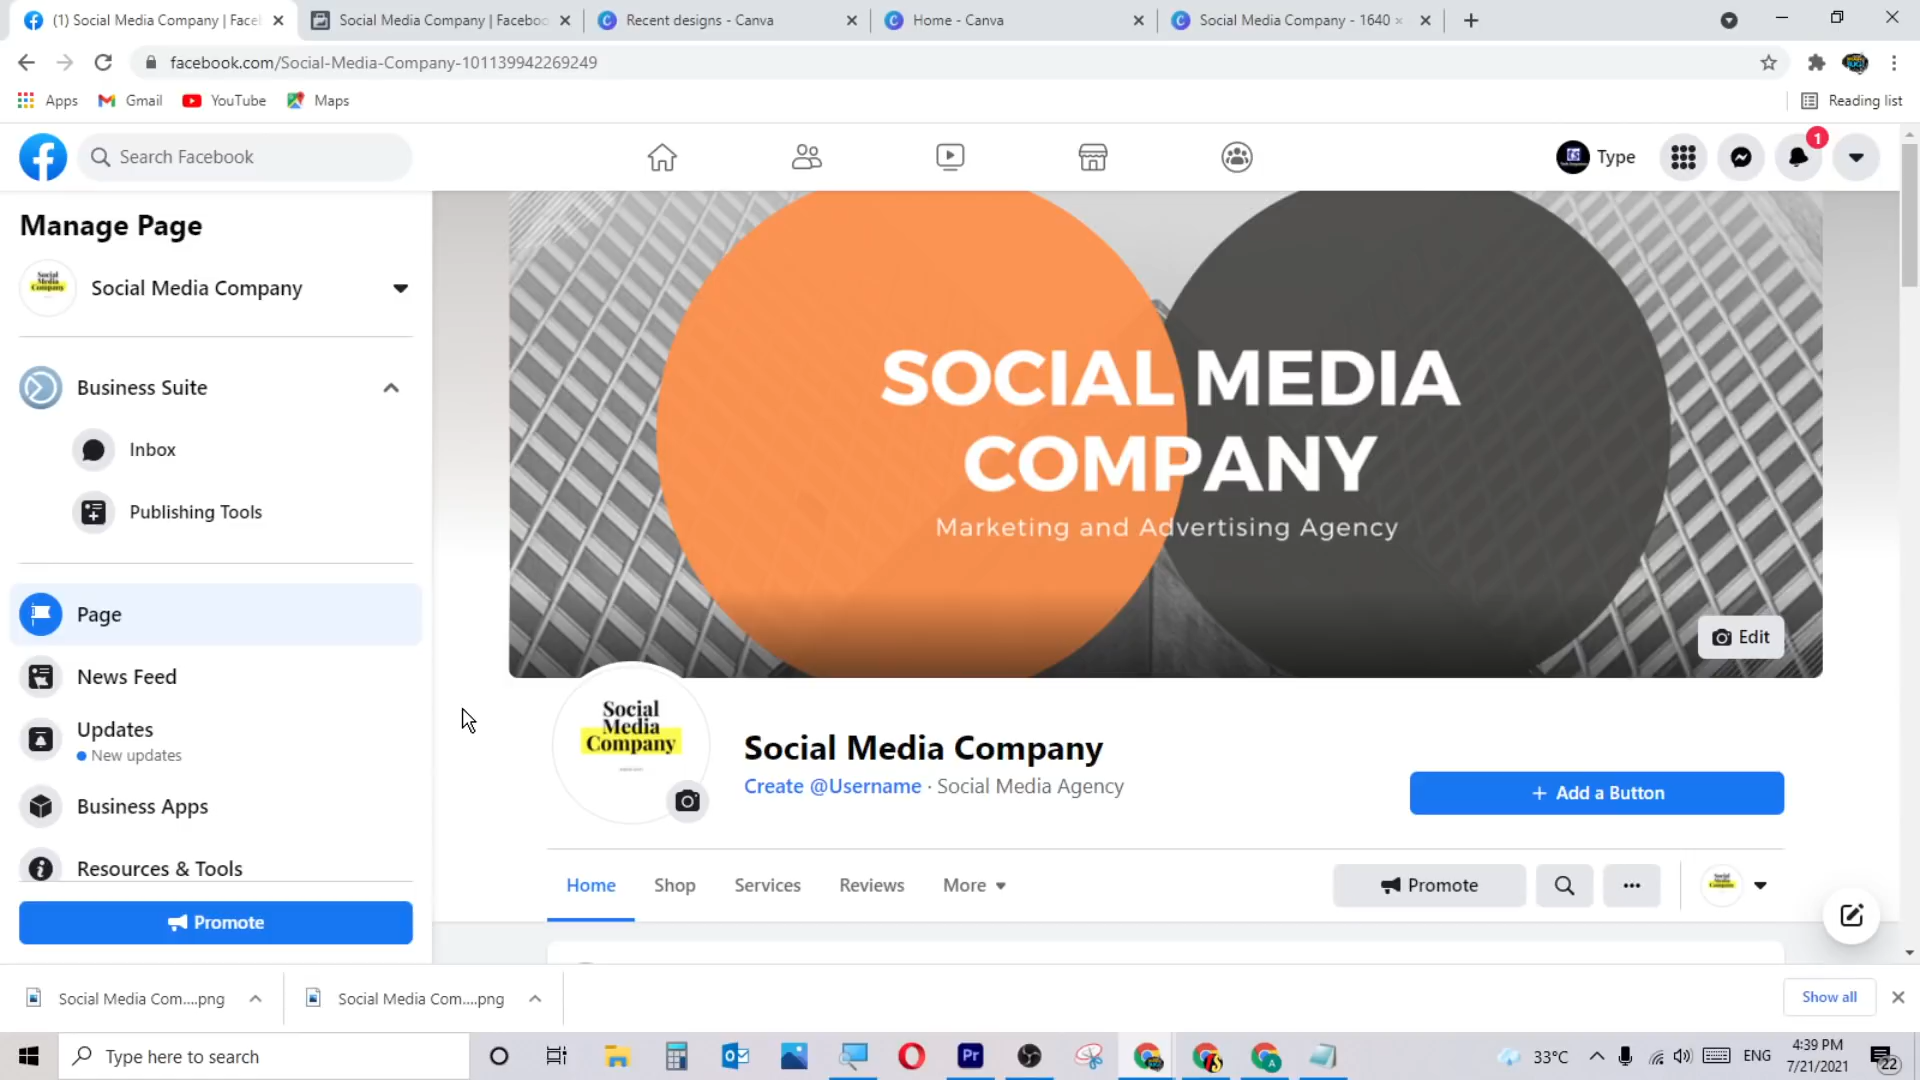 (1) Social Media Company | Face
Social Media Company | Facebo
Recent designs - Canva
Home - Canva
Social Media Company - 1640 ×
facebook.com/Social-Media-Company-101139942269249
Apps
Gmail
YouTube
Maps
Reading list
Search Facebook
Type
1
Manage Page
Social Media Company
Business Suite
Inbox
Publishing Tools
Page
News Feed
Updates
New updates
Business Apps
Resources & Tools
Promote
SOCIAL MEDIA
COMPANY
Marketing and Advertising Agency
Edit
Social
Media
Company
Social Media Company
Create @Username · Social Media Agency
+ Add a Button
Home
Shop
Services
Reviews
More
Promote
Social Media Com....png
Social Media Com....png
Show all
Type here to search
Pr
33°C
ENG
4:39 PM
7/21/2021
22